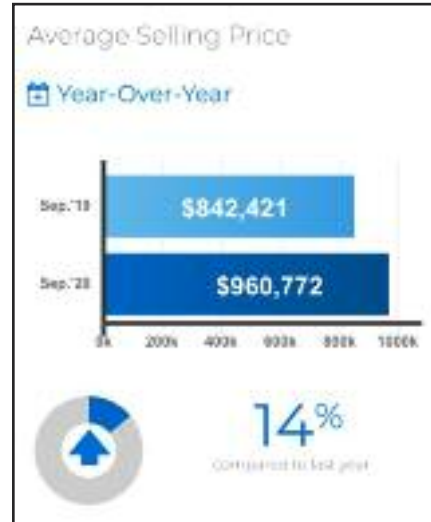 Average Selling Price
Year-Over-Year
Sep.'19 $842,421
Sep.'20 $960,772
0k 200k 400k 600k 800k 1000k
14%
compared to last year